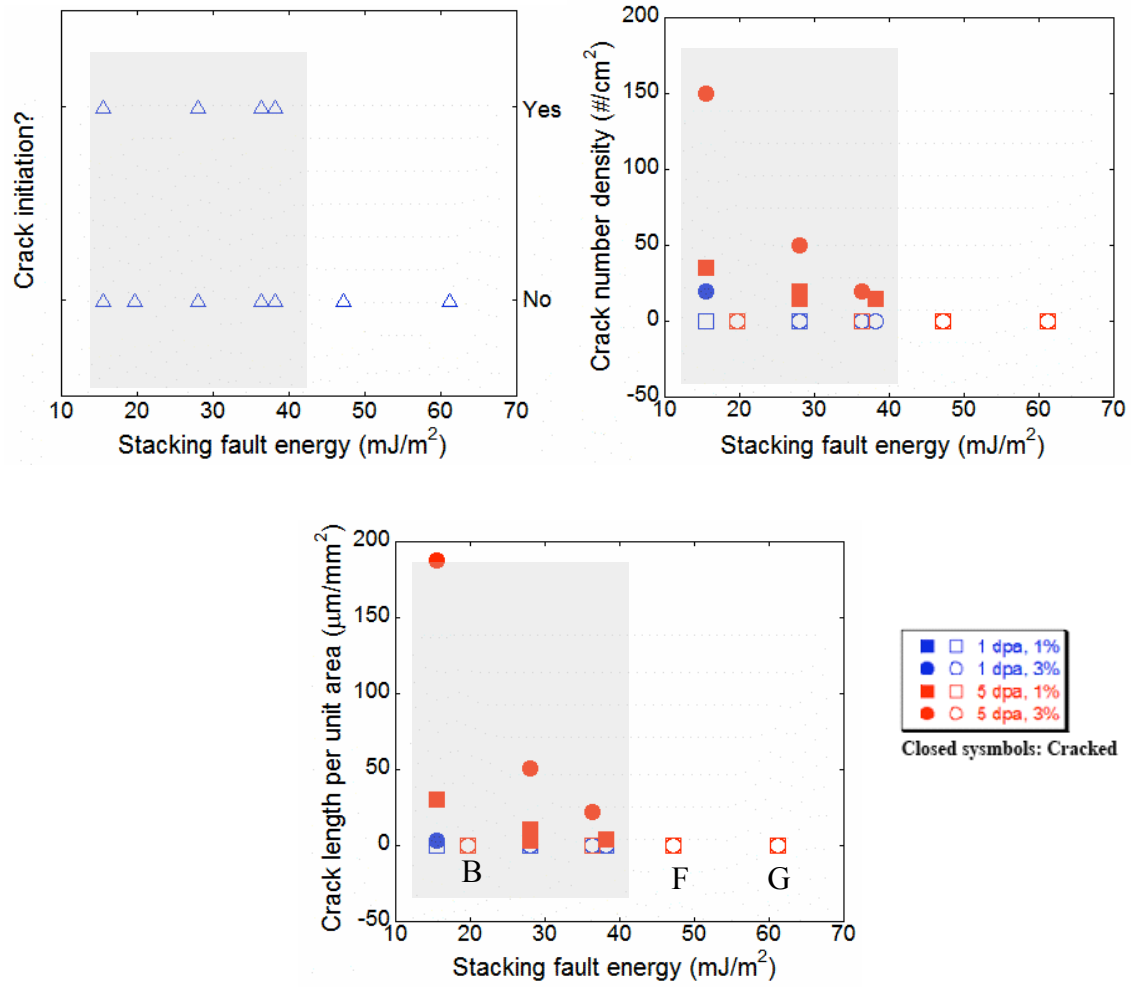 Crack initiation?
Yes
No
10 20 30 40 50 60 70
Stacking fault energy (mJ/m²)
Crack number density (#/cm²)
200
150
100
50
0
-50
10 20 30 40 50 60 70
Stacking fault energy (mJ/m²)
Crack length per unit area (μm/mm²)
200
150
100
50
0
-50
B F G
10 20 30 40 50 60 70
Stacking fault energy (mJ/m²)
1 dpa, 1%
1 dpa, 3%
5 dpa, 1%
5 dpa, 3%
Closed sysmbols: Cracked